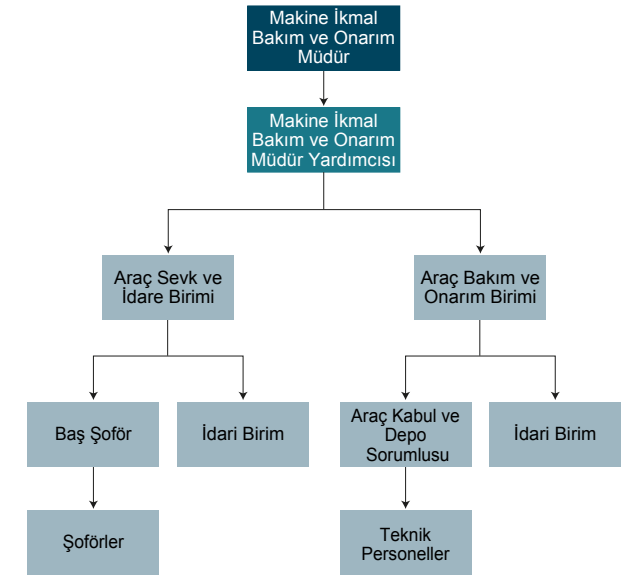 Makine İkmal
Bakım ve Onarım
Müdür
Makine İkmal
Bakım ve Onarım
Müdür Yardımcısı
Araç Sevk ve
İdare Birimi
Araç Bakım ve
Onarım Birimi
Baş Şoför
İdari Birim
Araç Kabul ve
Depo
Sorumlusu
İdari Birim
Şoförler
Teknik
Personeller